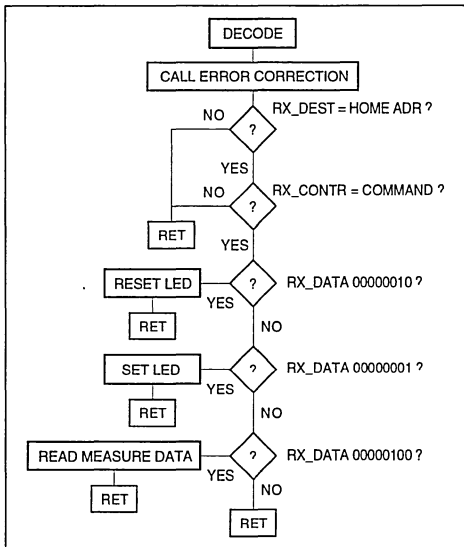 DECODE
CALL ERROR CORRECTION
NO
RX_DEST = HOME ADR ?
?
YES
NO
RX_CONTR = COMMAND ?
?
RET
YES
RESET LED
YES
?
RX_DATA 00000010 ?
RET
NO
SET LED
YES
?
RX_DATA 00000001 ?
RET
NO
READ MEASURE DATA
YES
?
RX_DATA 00000100 ?
RET
NO
RET